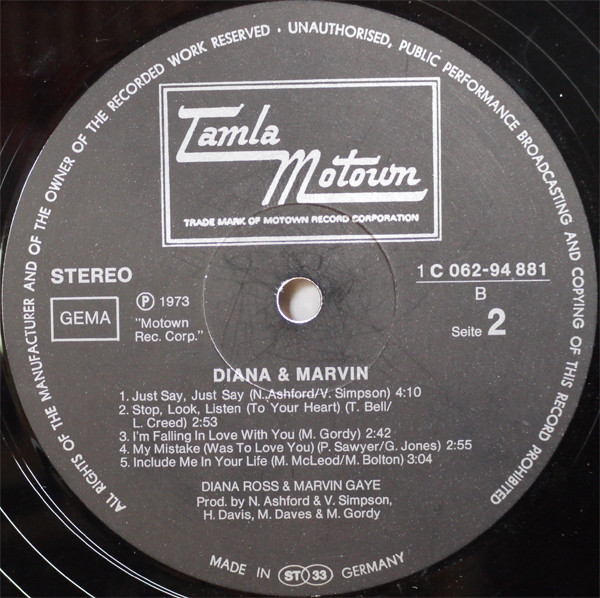 ALL RIGHTS OF THE MANUFACTURER AND OF THE OWNER OF THE RECORDED WORK RESERVED · UNAUTHORISED, PUBLIC PERFORMANCE BROADCASTING AND COPYING OF THIS RECORD PROHIBITED
Tamla
Motown
TRADE MARK OF MOTOWN RECORD CORPORATION
STEREO
1 C 062-94 881
GEMA
Ⓟ 1973
"Motown
Rec. Corp."
B
Seite 2
DIANA & MARVIN
1. Just Say, Just Say (N. Ashford/V. Simpson) 4:10
2. Stop, Look, Listen (To Your Heart) (T. Bell/
L. Creed) 2:53
3. I'm Falling In Love With You (M. Gordy) 2:42
4. My Mistake (Was To Love You) (P. Sawyer/G. Jones) 2:55
5. Include Me In Your Life (M. McLeod/M. Bolton) 3:04
DIANA ROSS & MARVIN GAYE
Prod. by N. Ashford & V. Simpson,
H. Davis, M. Daves & M. Gordy
MADE IN ST 33 GERMANY